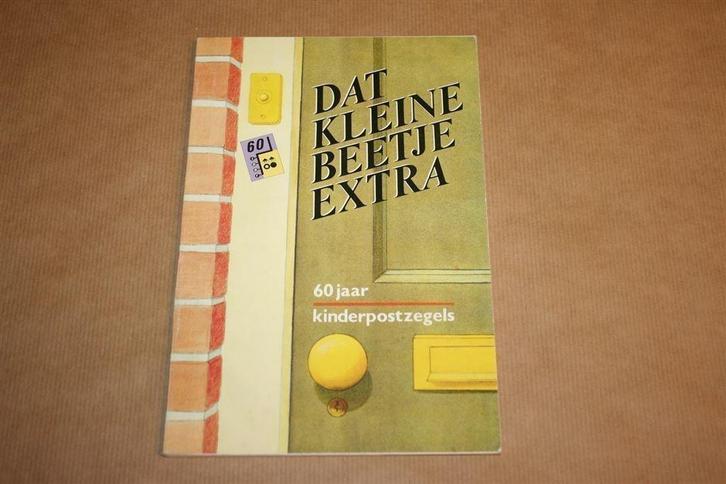 DAT
KLEINE
BEETJE
EXTRA
60
60 jaar
kinderpostzegels